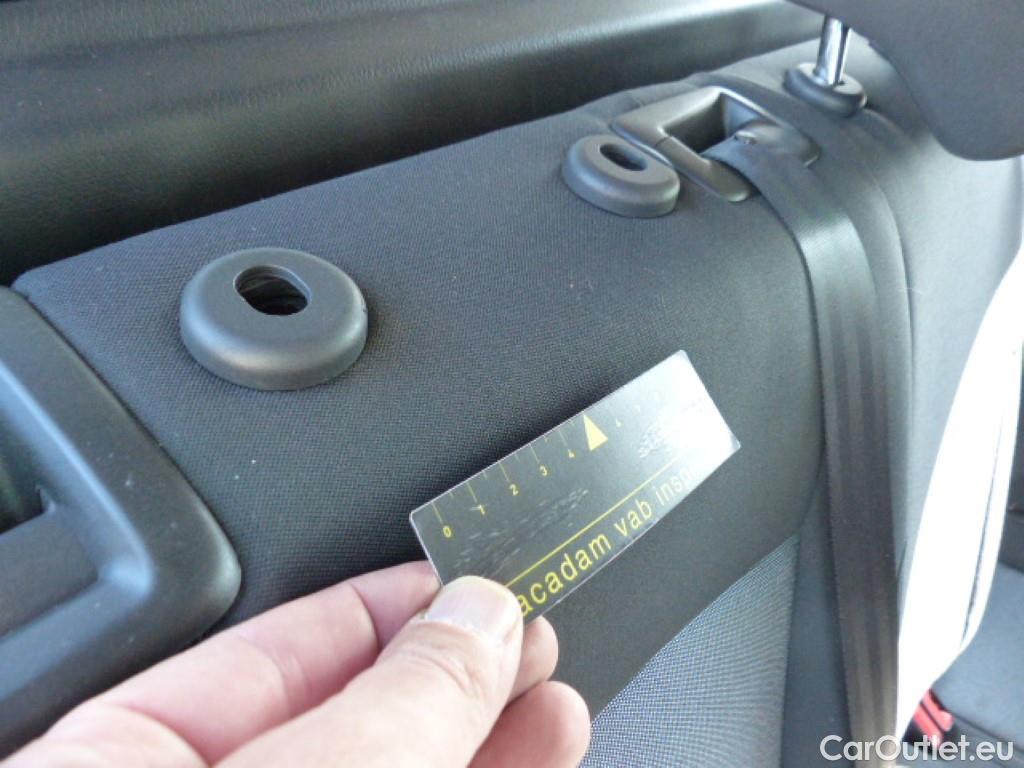 0 1 2 3 4
acadam vab insp
CarOutlet.eu